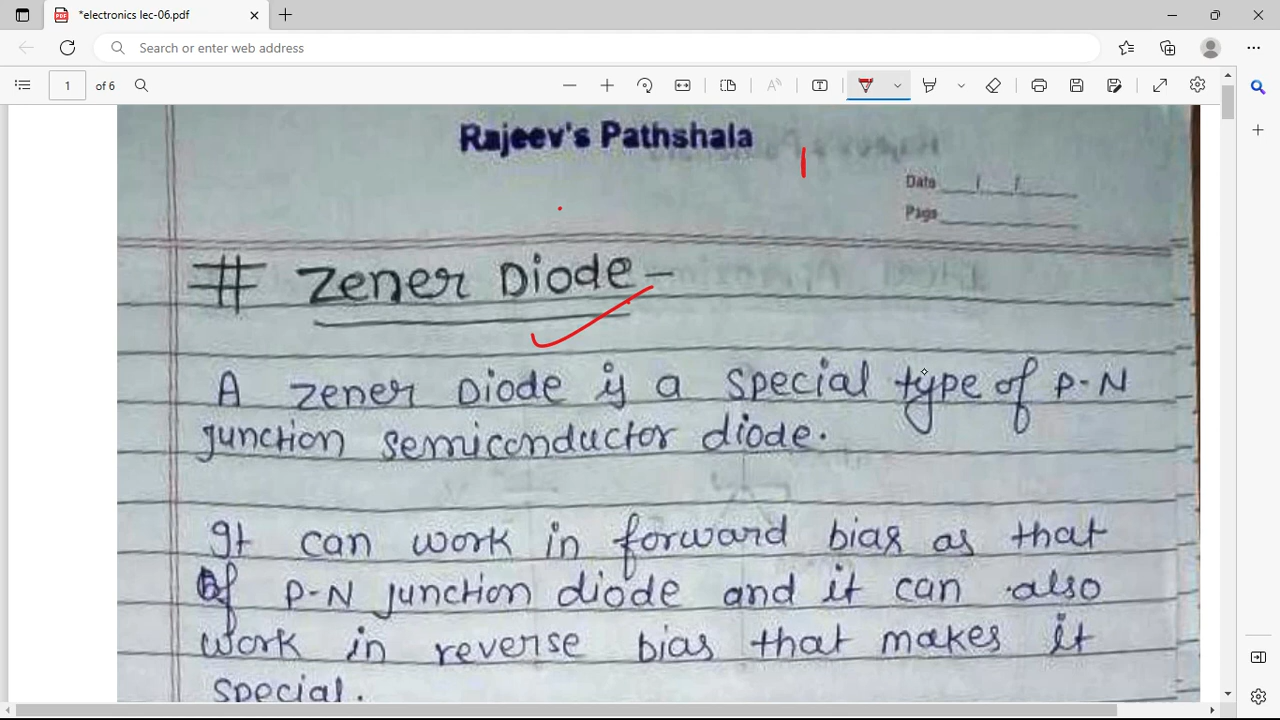 *electronics lec-06.pdf
Search or enter web address
1 of 6
Rajeev's Pathshala
Date
Page
# Zener Diode -
A zener Diode is a special type of P-N
junction semiconductor diode.
It can work in forward bias as that
of P-N junction diode and it can also
work in reverse bias that makes it
special.